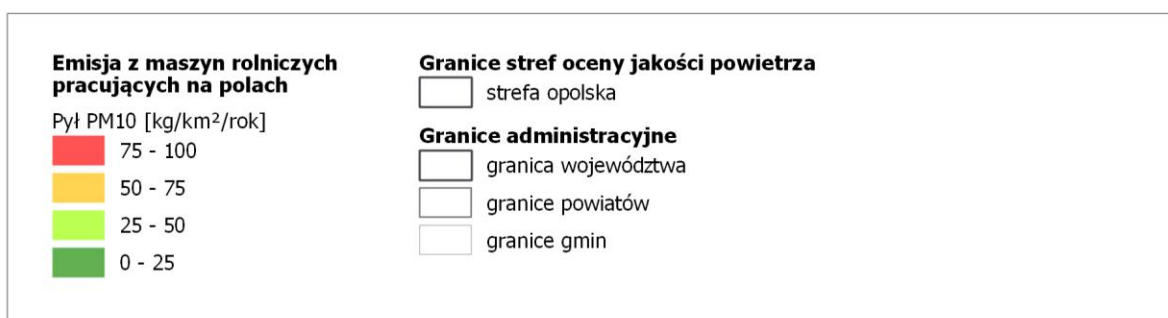 Emisja z maszyn rolniczych
pracujących na polach
Pył PM10 [kg/km²/rok]
75 - 100
50 - 75
25 - 50
0 - 25
Granice stref oceny jakości powietrza
strefa opolska
Granice administracyjne
granica województwa
granice powiatów
granice gmin